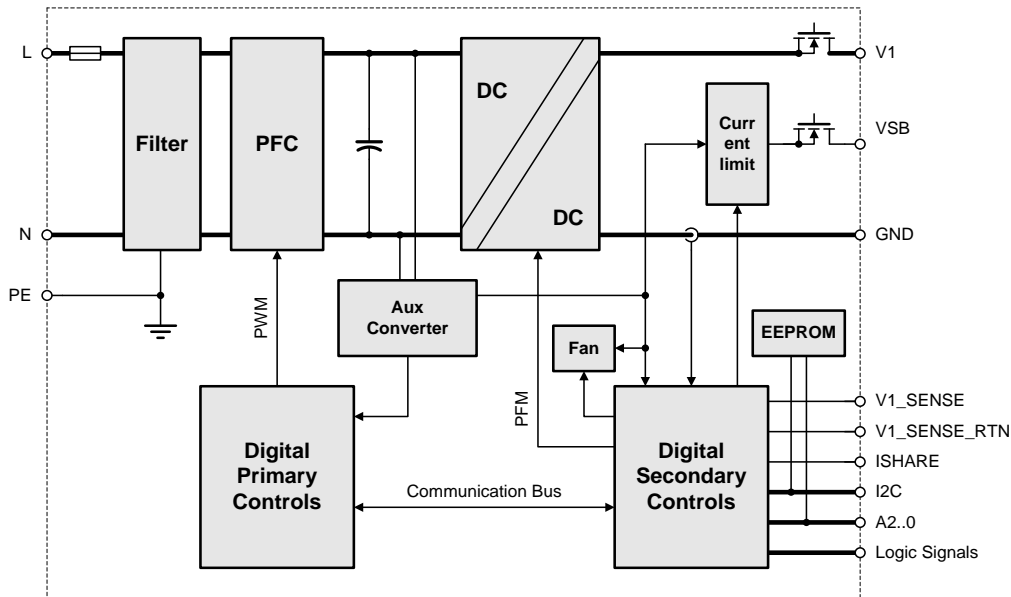 L
V1
DC
Filter
PFC
Curr
ent
limit
VSB
DC
N
GND
PE
PWM
Aux
Converter
EEPROM
Fan
PFM
V1_SENSE
V1_SENSE_RTN
Digital
Primary
Controls
Digital
Secondary
Controls
ISHARE
Communication Bus
I2C
A2..0
Logic Signals